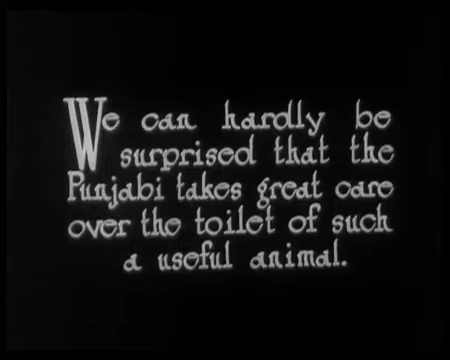 We can hardly be
surprised that the
Punjabi takes great care
over the toilet of such
a useful animal.